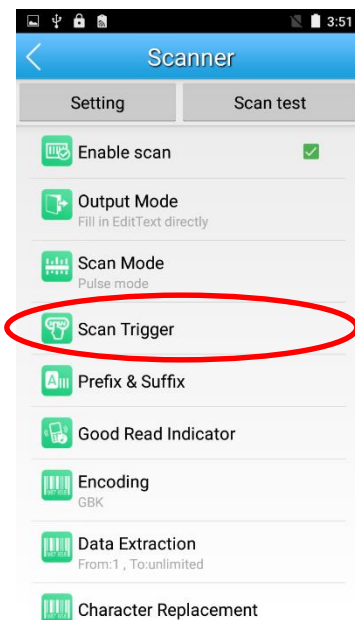 3:51
Scanner
Setting
Scan test
Enable scan
Output Mode
Fill in EditText directly
Scan Mode
Pulse mode
Scan Trigger
Prefix & Suffix
Good Read Indicator
Encoding
GBK
Data Extraction
From:1 , To:unlimited
Character Replacement